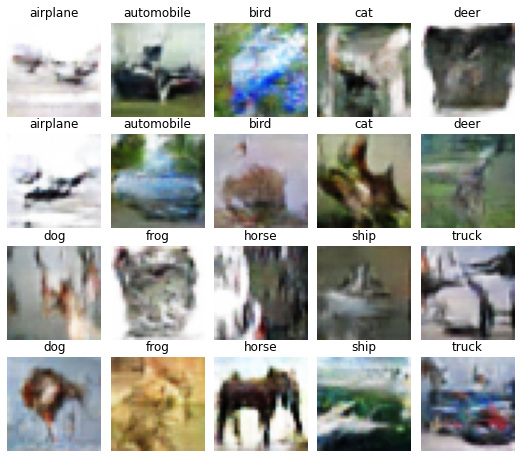 airplane automobile bird cat deer
airplane automobile bird cat deer
dog frog horse ship truck
dog frog horse ship truck